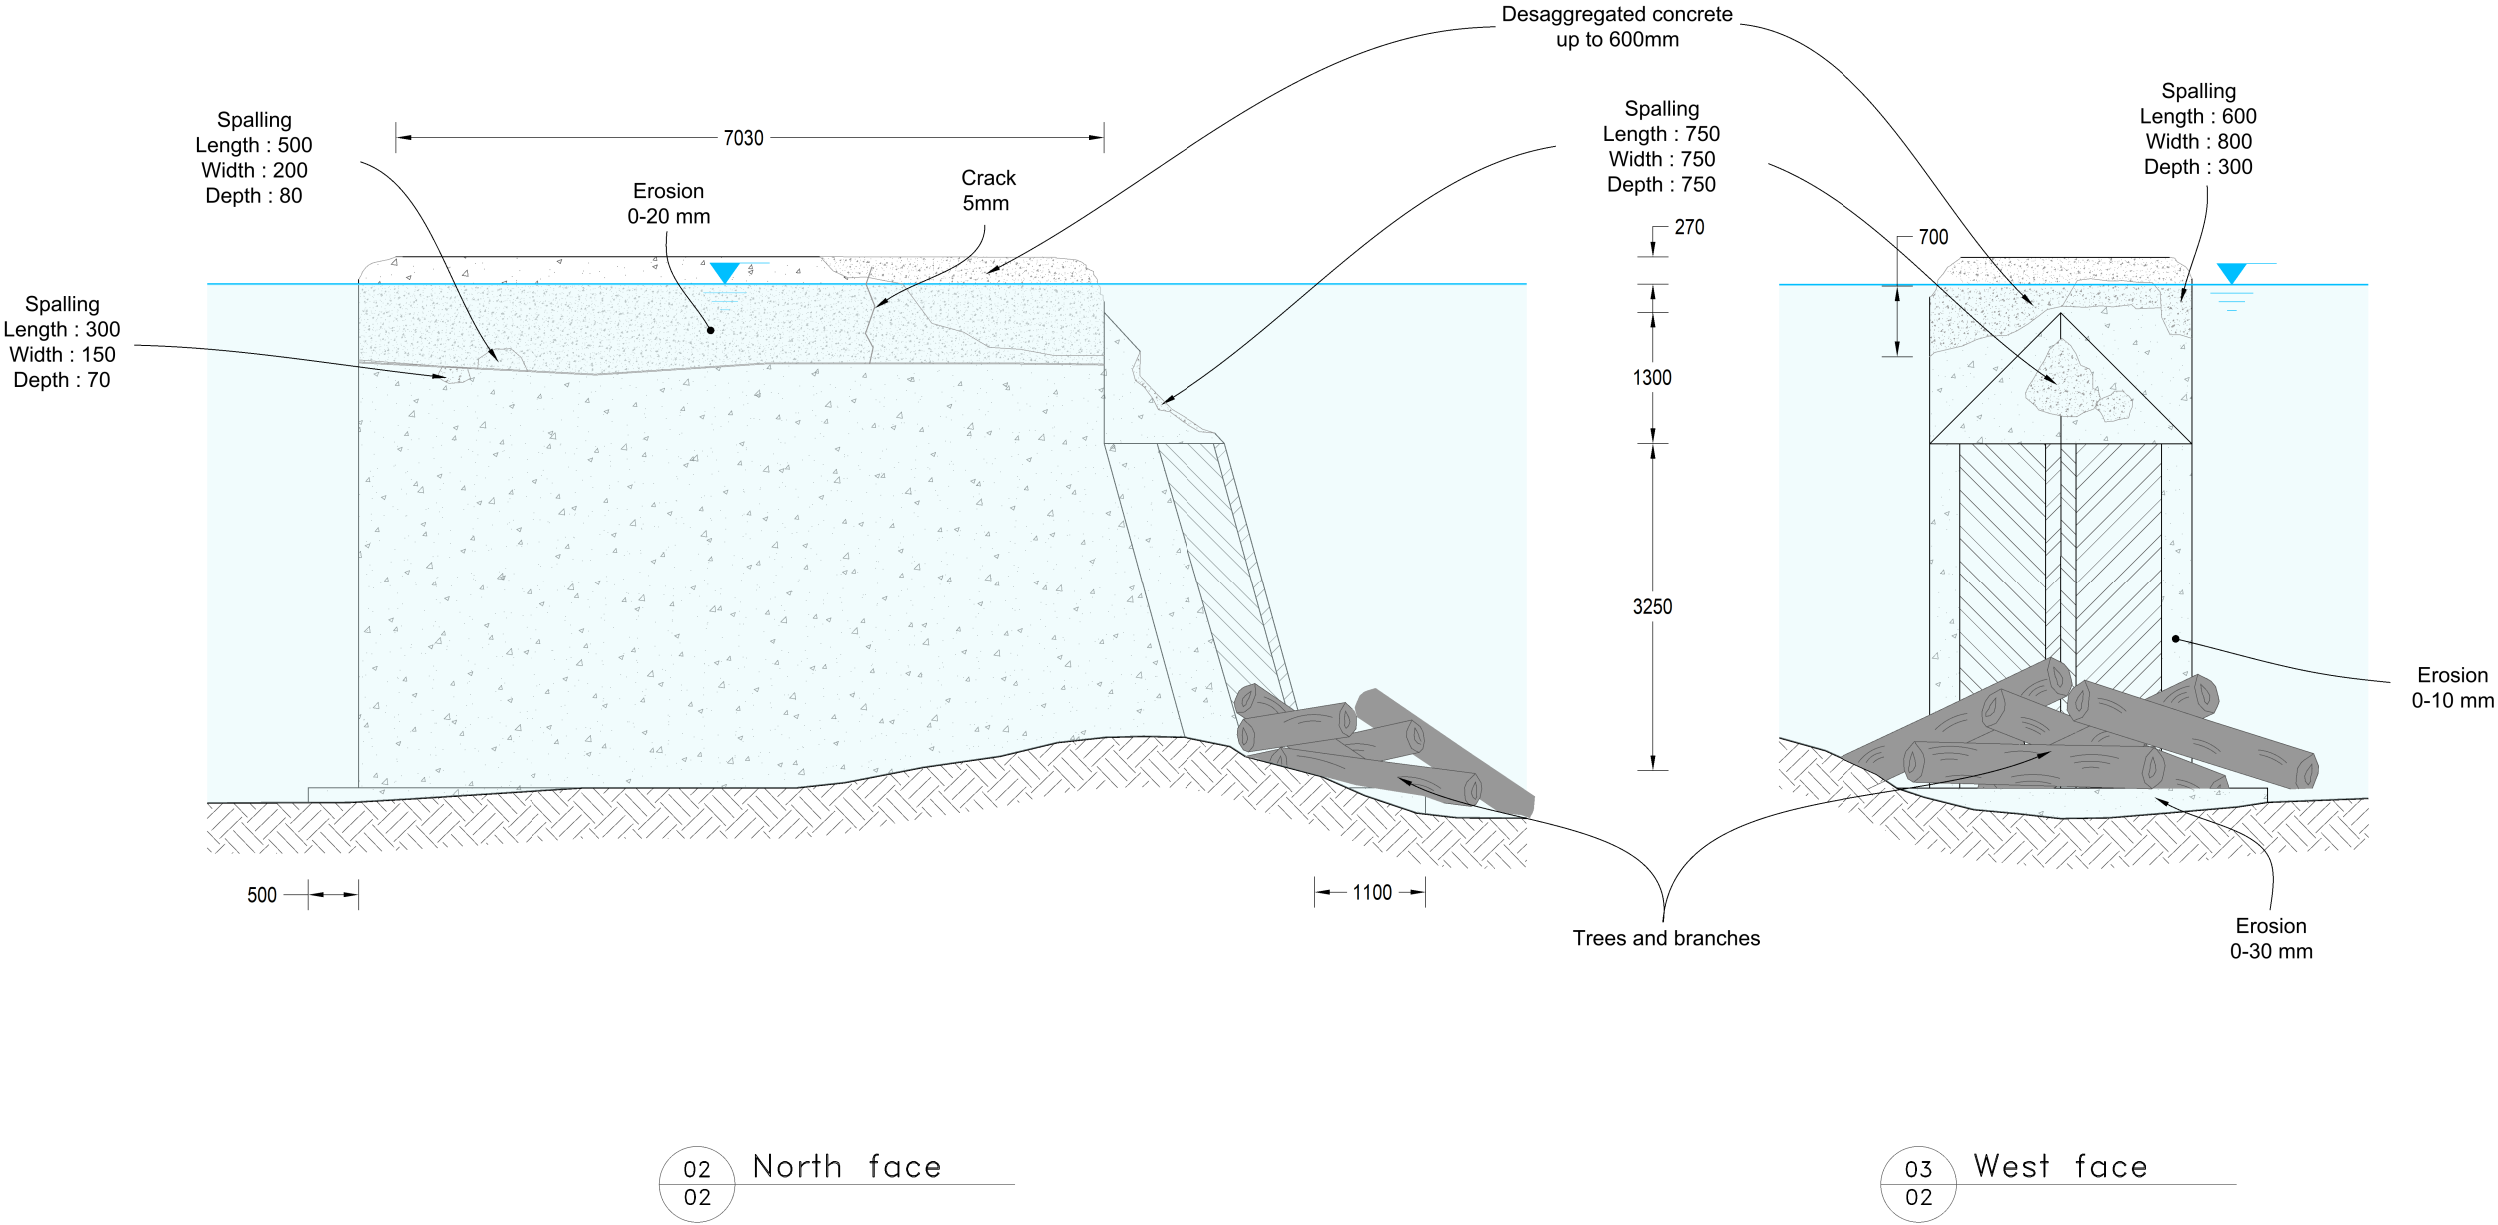 Desaggregated concrete
up to 600mm
Spalling
Length : 500
Width : 200
Depth : 80
7030
Erosion
0-20 mm
Crack
5mm
Spalling
Length : 750
Width : 750
Depth : 750
Spalling
Length : 600
Width : 800
Depth : 300
270
700
Spalling
Length : 300
Width : 150
Depth : 70
1300
3250
Erosion
0-10 mm
500
1100
Trees and branches
Erosion
0-30 mm
02
02
North face
03
02
West face